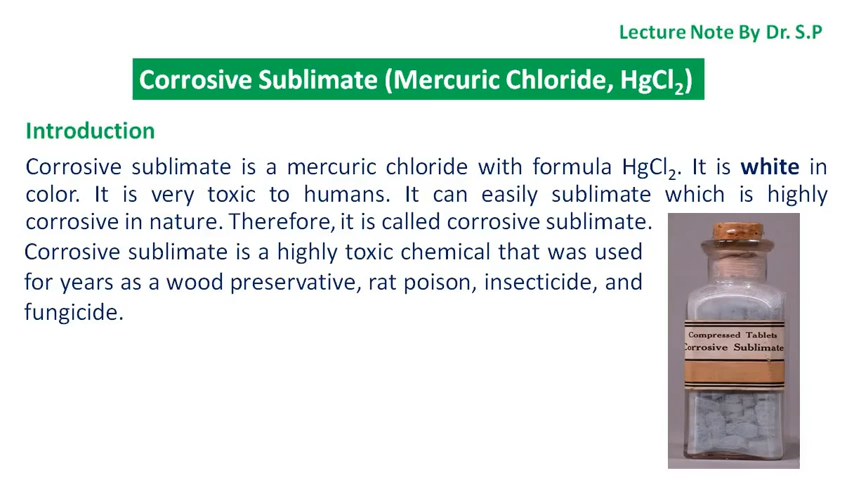 Lecture Note By Dr. S.P
Corrosive Sublimate (Mercuric Chloride, HgCl₂)
Introduction
Corrosive sublimate is a mercuric chloride with formula HgCl₂. It is white in
color. It is very toxic to humans. It can easily sublimate which is highly
corrosive in nature. Therefore, it is called corrosive sublimate.
Corrosive sublimate is a highly toxic chemical that was used
for years as a wood preservative, rat poison, insecticide, and
fungicide.
Compressed Tablets
Corrosive Sublimate